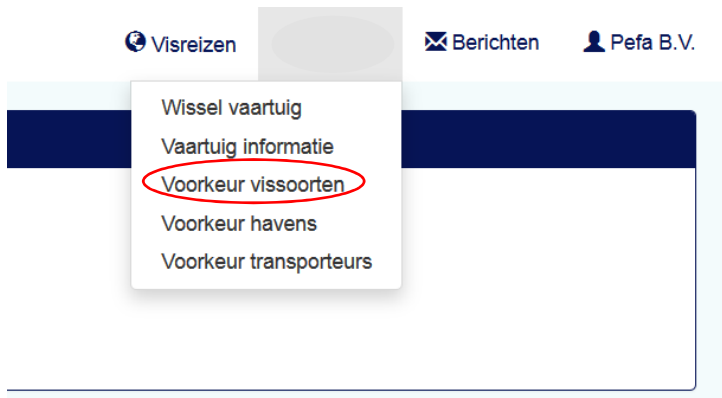 Visreizen Berichten Pefa B.V.
Wissel vaartuig
Vaartuig informatie
Voorkeur vissoorten
Voorkeur havens
Voorkeur transporteurs